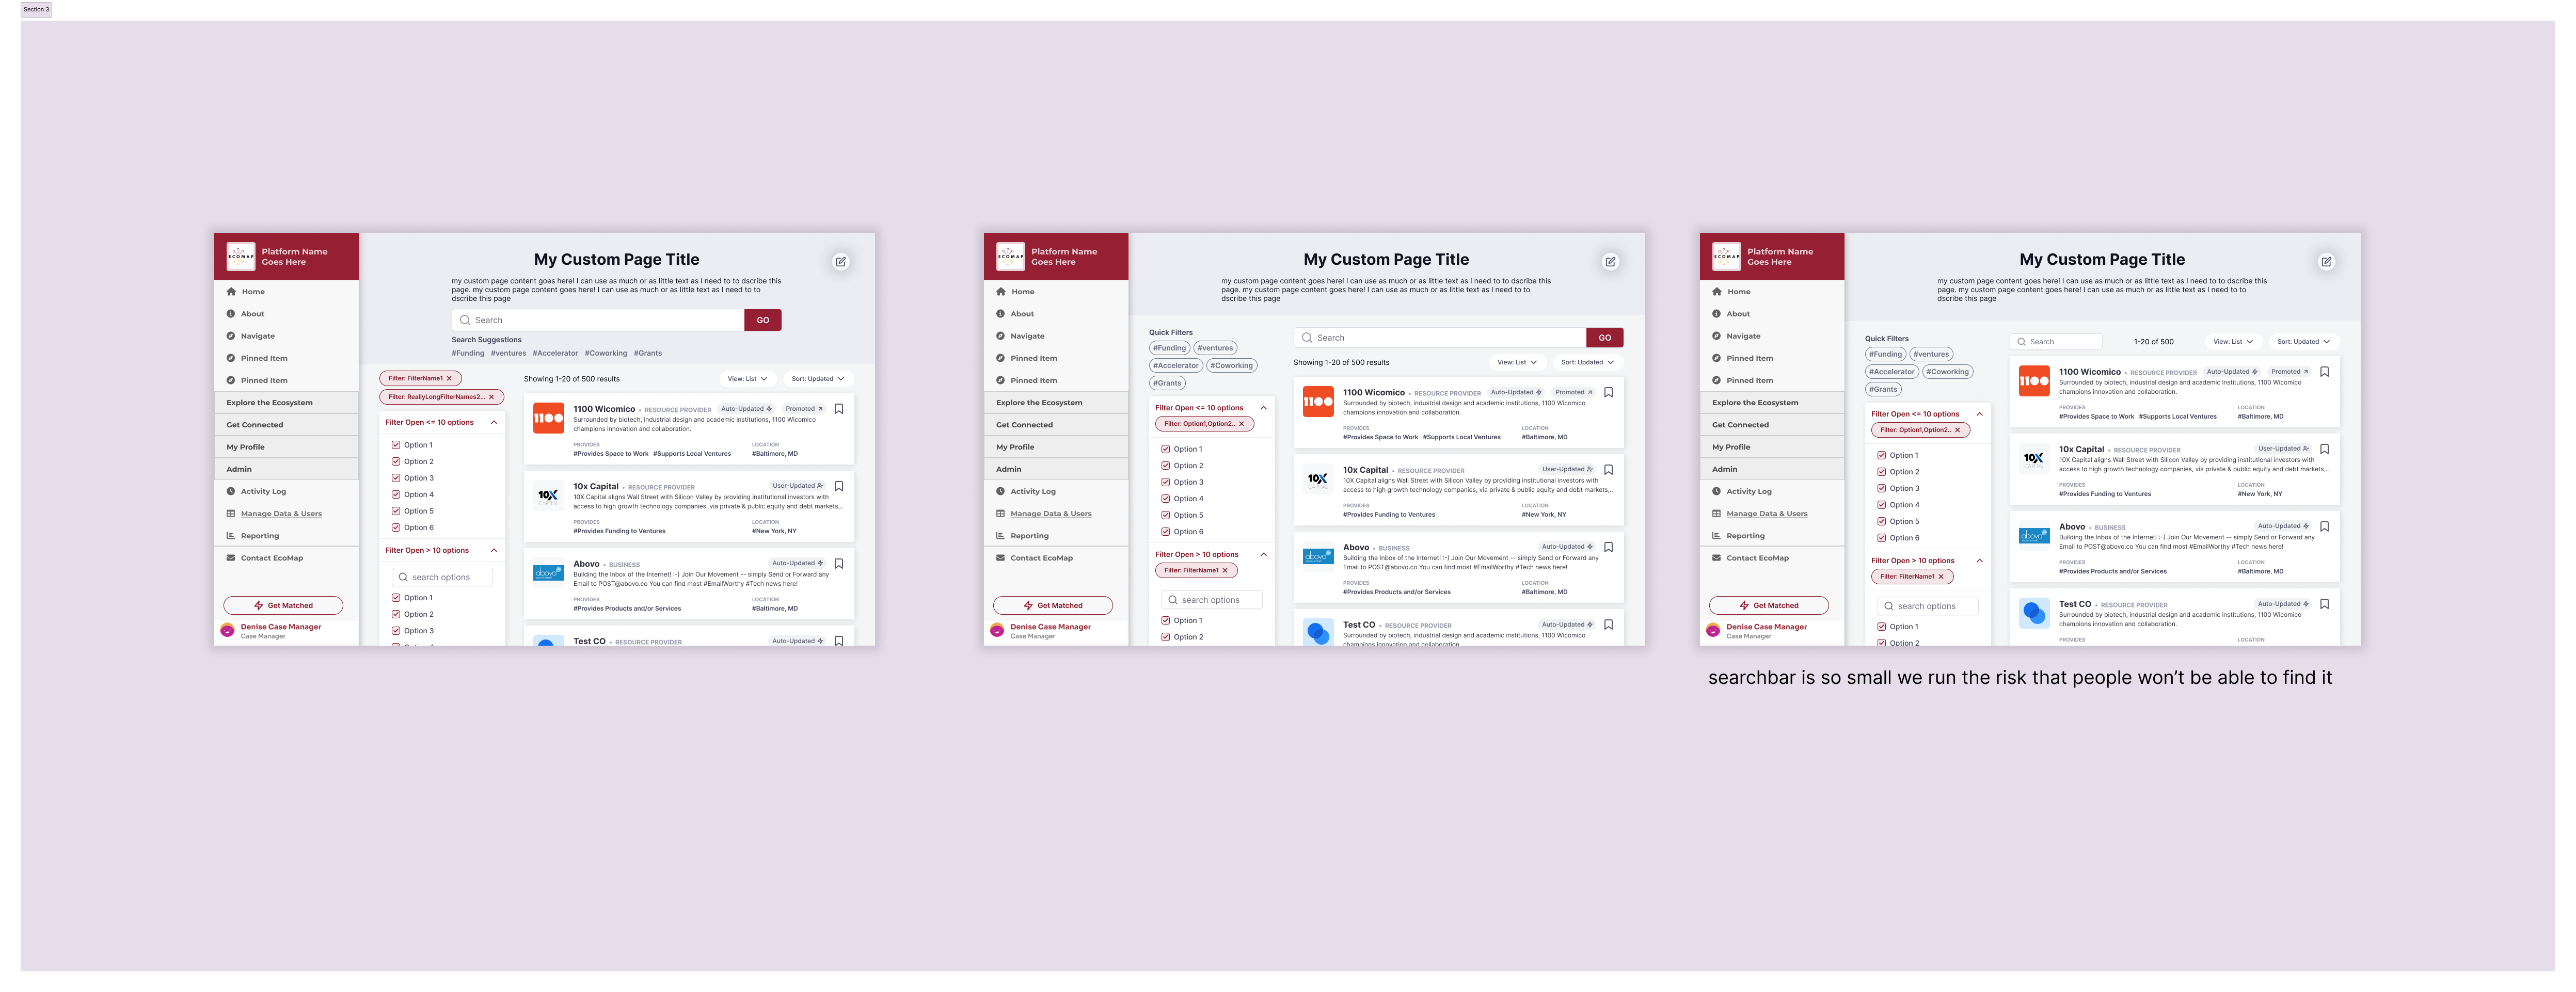 Section 3
ECOMAP
Platform Name
Goes Here
Home
About
Navigate
Pinned Item
Pinned Item
Explore the Ecosystem
Get Connected
My Profile
Admin
Activity Log
Manage Data & Users
Reporting
Contact EcoMap
Get Matched
Denise Case Manager
Case Manager
My Custom Page Title
my custom page content goes here! I can use as much or as little text as I need to to dscribe this
page. my custom page content goes here! I can use as much or as little text as I need to to
dscribe this page
Search
GO
Search Suggestions
#Funding #ventures #Accelerator #Coworking #Grants
Filter: FilterName1
Filter: ReallyLongFilterNames2...
Filter Open <= 10 options
Option 1
Option 2
Option 3
Option 4
Option 5
Option 6
Filter Open > 10 options
search options
Option 1
Option 2
Option 3
Showing 1-20 of 500 results
View: List
Sort: Updated
1100
1100 Wicomico • RESOURCE PROVIDER Auto-Updated Promoted
Surrounded by biotech, industrial design and academic institutions, 1100 Wicomico
champions innovation and collaboration.
PROVIDES LOCATION
#Provides Space to Work #Supports Local Ventures #Baltimore, MD
10X
CAPITAL
10x Capital • RESOURCE PROVIDER User-Updated
10X Capital aligns Wall Street with Silicon Valley by providing institutional investors with
access to high growth technology companies, via private & public equity and debt markets,..
PROVIDES LOCATION
#Provides Funding to Ventures #New York, NY
abovo
Abovo • BUSINESS Auto-Updated
Building the Inbox of the Internet! :-) Join Our Movement -- simply Send or Forward any
Email to POST@abovo.co You can find most #EmailWorthy #Tech news here!
PROVIDES LOCATION
#Provides Products and/or Services #Baltimore, MD
Test CO • RESOURCE PROVIDER Auto-Updated
ECOMAP
Platform Name
Goes Here
Home
About
Navigate
Pinned Item
Pinned Item
Explore the Ecosystem
Get Connected
My Profile
Admin
Activity Log
Manage Data & Users
Reporting
Contact EcoMap
Get Matched
Denise Case Manager
Case Manager
My Custom Page Title
my custom page content goes here! I can use as much or as little text as I need to to dscribe this
page. my custom page content goes here! I can use as much or as little text as I need to to
dscribe this page
Quick Filters
#Funding #ventures
#Accelerator #Coworking
#Grants
Filter Open <= 10 options
Filter: Option1,Option2..
Option 1
Option 2
Option 3
Option 4
Option 5
Option 6
Filter Open > 10 options
Filter: FilterName1
search options
Option 1
Option 2
Search
GO
Showing 1-20 of 500 results
View: List
Sort: Updated
1100
1100 Wicomico • RESOURCE PROVIDER Auto-Updated Promoted
Surrounded by biotech, industrial design and academic institutions, 1100 Wicomico
champions innovation and collaboration.
PROVIDES LOCATION
#Provides Space to Work #Supports Local Ventures #Baltimore, MD
10X
CAPITAL
10x Capital • RESOURCE PROVIDER User-Updated
10X Capital aligns Wall Street with Silicon Valley by providing institutional investors with
access to high growth technology companies, via private & public equity and debt markets,..
PROVIDES LOCATION
#Provides Funding to Ventures #New York, NY
abovo
Abovo • BUSINESS Auto-Updated
Building the Inbox of the Internet! :-) Join Our Movement -- simply Send or Forward any
Email to POST@abovo.co You can find most #EmailWorthy #Tech news here!
PROVIDES LOCATION
#Provides Products and/or Services #Baltimore, MD
Test CO • RESOURCE PROVIDER Auto-Updated
Surrounded by biotech, industrial design and academic institutions, 1100 Wicomico
champions innovation and collaboration.
ECOMAP
Platform Name
Goes Here
Home
About
Navigate
Pinned Item
Pinned Item
Explore the Ecosystem
Get Connected
My Profile
Admin
Activity Log
Manage Data & Users
Reporting
Contact EcoMap
Get Matched
Denise Case Manager
Case Manager
My Custom Page Title
my custom page content goes here! I can use as much or as little text as I need to to dscribe this
page. my custom page content goes here! I can use as much or as little text as I need to to
dscribe this page
Quick Filters
#Funding #ventures
#Accelerator #Coworking
#Grants
Filter Open <= 10 options
Filter: Option1,Option2..
Option 1
Option 2
Option 3
Option 4
Option 5
Option 6
Filter Open > 10 options
Filter: FilterName1
search options
Option 1
Option 2
Search
1-20 of 500
View: List
Sort: Updated
1100
1100 Wicomico • RESOURCE PROVIDER Auto-Updated Promoted
Surrounded by biotech, industrial design and academic institutions, 1100 Wicomico
champions innovation and collaboration.
PROVIDES LOCATION
#Provides Space to Work #Supports Local Ventures #Baltimore, MD
10X
CAPITAL
10x Capital • RESOURCE PROVIDER User-Updated
10X Capital aligns Wall Street with Silicon Valley by providing institutional investors with
access to high growth technology companies, via private & public equity and debt markets,..
PROVIDES LOCATION
#Provides Funding to Ventures #New York, NY
abovo
Abovo • BUSINESS Auto-Updated
Building the Inbox of the Internet! :-) Join Our Movement -- simply Send or Forward any
Email to POST@abovo.co You can find most #EmailWorthy #Tech news here!
PROVIDES LOCATION
#Provides Products and/or Services #Baltimore, MD
Test CO • RESOURCE PROVIDER Auto-Updated
Surrounded by biotech, industrial design and academic institutions, 1100 Wicomico
champions innovation and collaboration.
PROVIDES LOCATION
searchbar is so small we run the risk that people won’t be able to find it